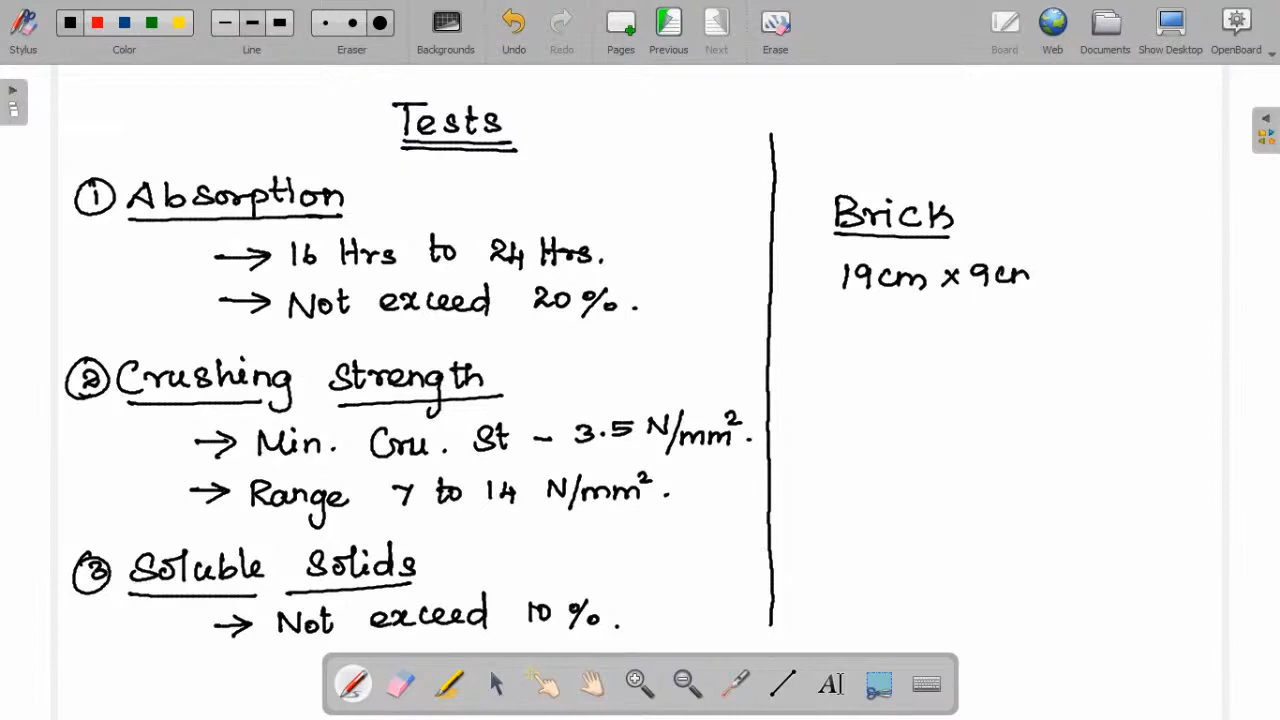 Stylus
Color
Line
Eraser
Backgrounds
Undo
Redo
Pages
Previous
Next
Erase
Board
Web
Documents
Show Desktop
OpenBoard
Tests
① Absorption
→ 16 Hrs to 24 Hrs.
→ Not exceed 20%.
② Crushing Strength
→ Min. Cru. St - 3.5 N/mm².
→ Range 7 to 14 N/mm².
③ Soluble Solids
→ Not exceed 10%.
Brick
19cm x 9cm